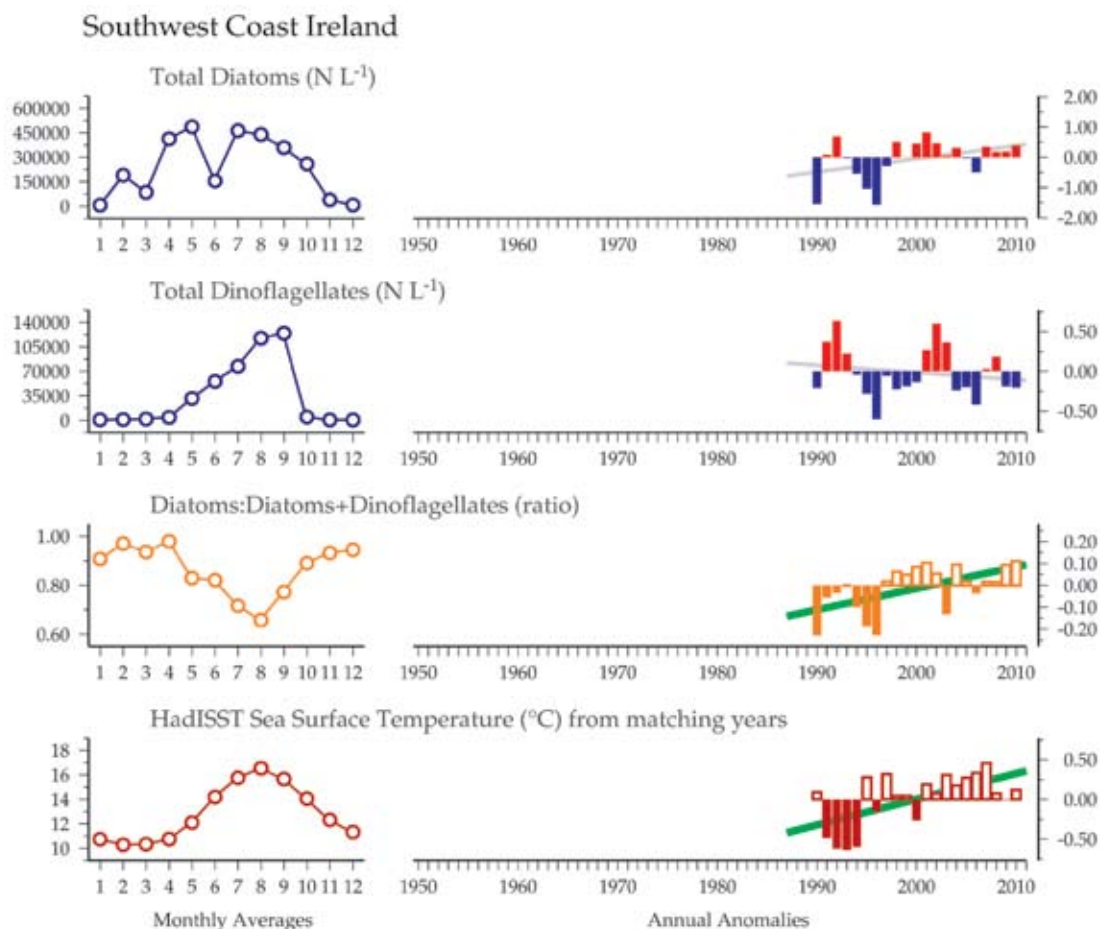 Southwest Coast Ireland
Total Diatoms (N L⁻¹)
600000
450000
300000
150000
0
1 2 3 4 5 6 7 8 9 10 11 12
1950 1960 1970 1980 1990 2000 2010
2.00
1.00
0.00
-1.00
-2.00
Total Dinoflagellates (N L⁻¹)
140000
105000
70000
35000
0
1 2 3 4 5 6 7 8 9 10 11 12
1950 1960 1970 1980 1990 2000 2010
0.50
0.00
-0.50
Diatoms:Diatoms+Dinoflagellates (ratio)
1.00
0.80
0.60
1 2 3 4 5 6 7 8 9 10 11 12
1950 1960 1970 1980 1990 2000 2010
0.20
0.10
0.00
-0.10
-0.20
HadISST Sea Surface Temperature (°C) from matching years
18
16
14
12
10
1 2 3 4 5 6 7 8 9 10 11 12
1950 1960 1970 1980 1990 2000 2010
0.50
0.00
-0.50
Monthly Averages
Annual Anomalies